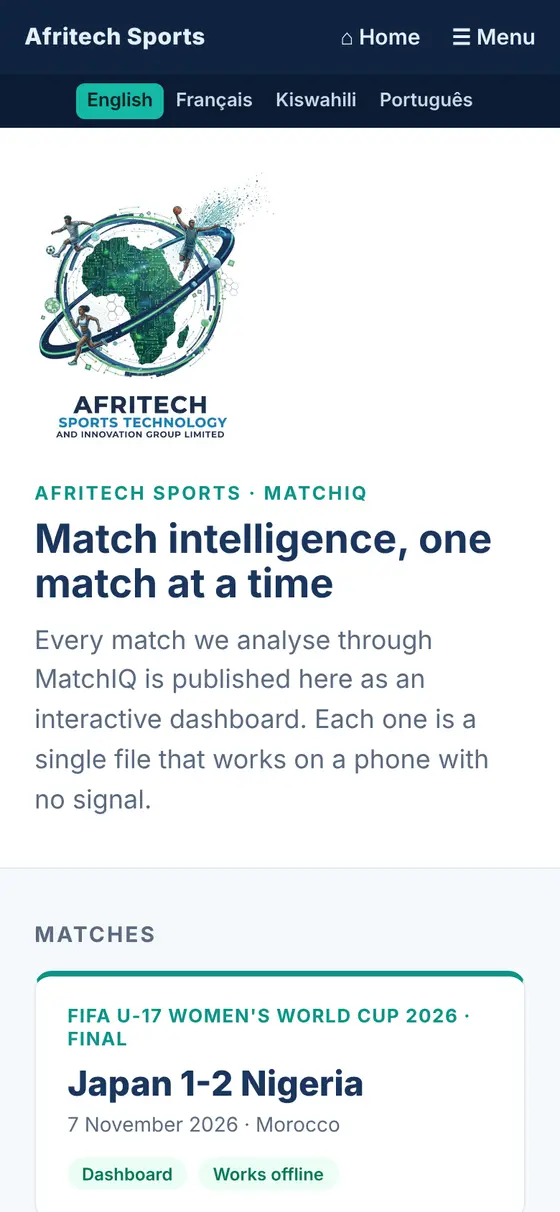 Afritech Sports
⌂ Home
☰ Menu
English Français Kiswahili Português
AFRITECH
SPORTS TECHNOLOGY
AND INNOVATION GROUP LIMITED
AFRITECH SPORTS · MATCHIQ
Match intelligence, one
match at a time
Every match we analyse through
MatchIQ is published here as an
interactive dashboard. Each one is a
single file that works on a phone with
no signal.
MATCHES
FIFA U-17 WOMEN'S WORLD CUP 2026 ·
FINAL
Japan 1-2 Nigeria
7 November 2026 · Morocco
Dashboard Works offline